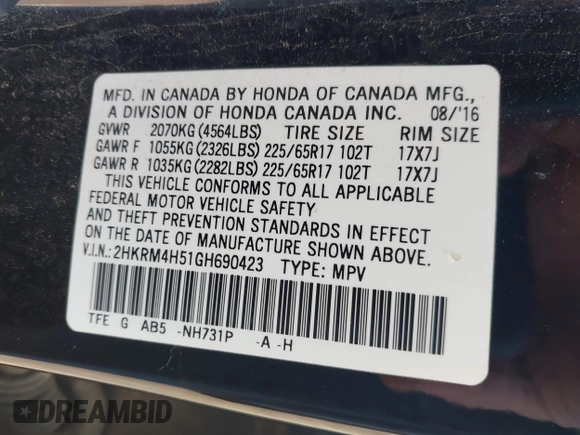 MFD. IN CANADA BY HONDA OF CANADA MFG.,
A DIVISION OF HONDA CANADA INC. 08/'16
GVWR 2070KG(4564LBS) TIRE SIZE RIM SIZE
GAWR F 1055KG(2326LBS) 225/65R17 102T 17X7J
GAWR R 1035KG(2282LBS) 225/65R17 102T 17X7J
THIS VEHICLE CONFORMS TO ALL APPLICABLE
FEDERAL MOTOR VEHICLE SAFETY
AND THEFT PREVENTION STANDARDS IN EFFECT
ON THE DATE OF MANUFACTURE SHOWN ABOVE.
V.I.N.: 2HKRM4H51GH690423 TYPE: MPV
TFE G AB5 -NH731P -A -H
DREAMBID